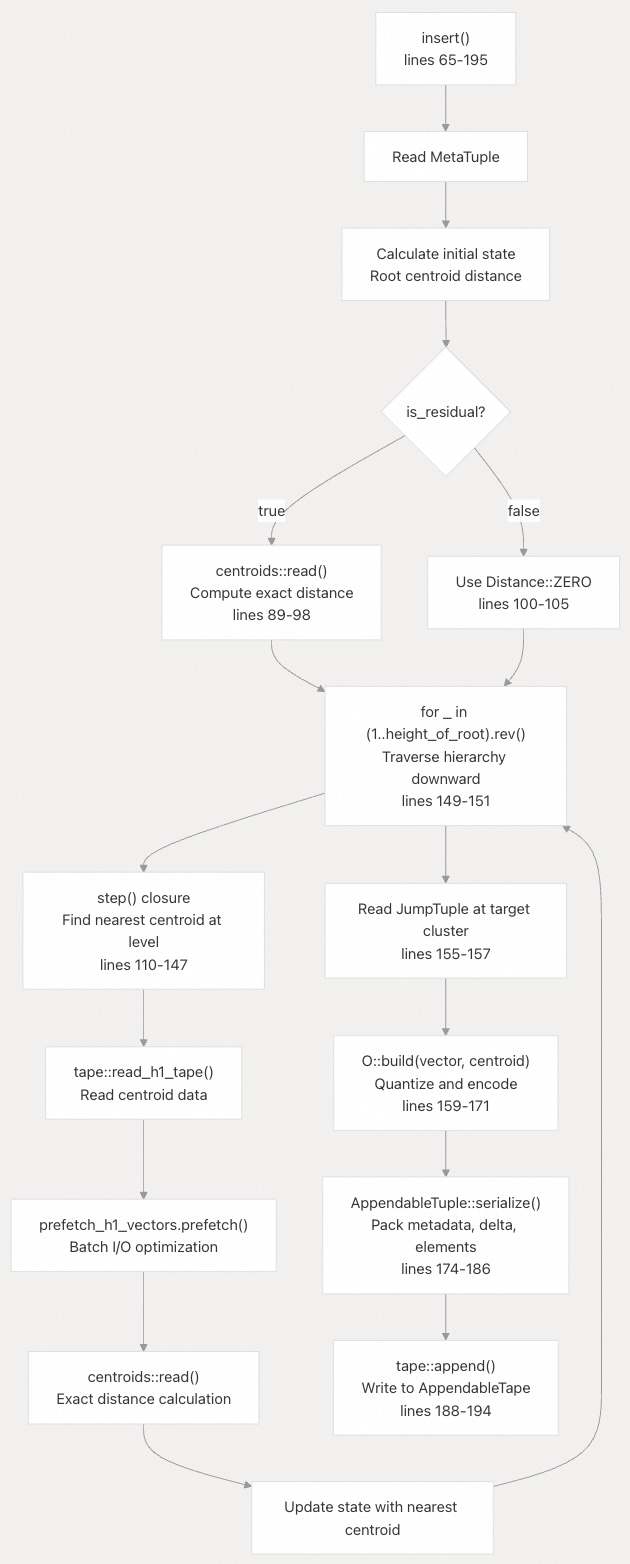 insert()
lines 65-195
Read MetaTuple
Calculate initial state
Root centroid distance
is_residual?
true
false
centroids::read()
Compute exact distance
lines 89-98
Use Distance::ZERO
lines 100-105
for _ in
(1..height_of_root).rev()
Traverse hierarchy
downward
lines 149-151
step() closure
Find nearest centroid at
level
lines 110-147
Read JumpTuple at target
cluster
lines 155-157
tape::read_h1_tape()
Read centroid data
O::build(vector, centroid)
Quantize and encode
lines 159-171
prefetch_h1_vectors.prefetch()
Batch I/O optimization
AppendableTuple::serialize()
Pack metadata, delta,
elements
lines 174-186
centroids::read()
Exact distance calculation
tape::append()
Write to AppendableTape
lines 188-194
Update state with nearest
centroid